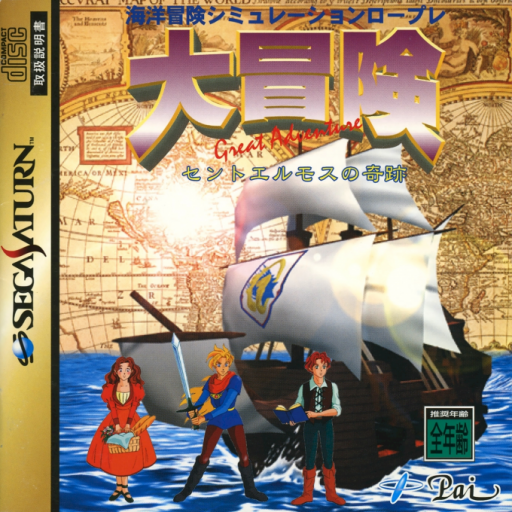 海洋冒険シミュレーションロープレ
大冒険
Great Adventure
セントエルモスの奇跡
COMPACT
disc
取扱説明書
SEGA SATURN™
推奨年齢
全年齢
Pai